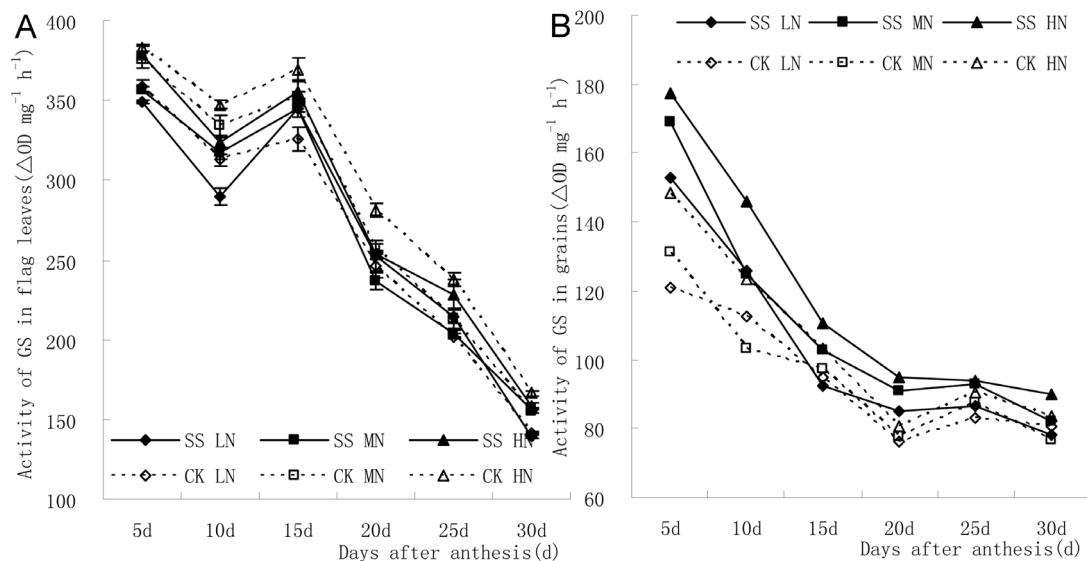 A
Activity of GS in flag leaves(△OD mg⁻¹ h⁻¹)
400
350
300
250
200
150
100
SS LN SS MN SS HN
CK LN CK MN CK HN
5d 10d 15d 20d 25d 30d
Days after anthesis(d)
B
Activity of GS in grains(△OD mg⁻¹ h⁻¹)
SS LN SS MN SS HN
CK LN CK MN CK HN
200
180
160
140
120
100
80
60
5d 10d 15d 20d 25d 30d
Days after anthesis(d)